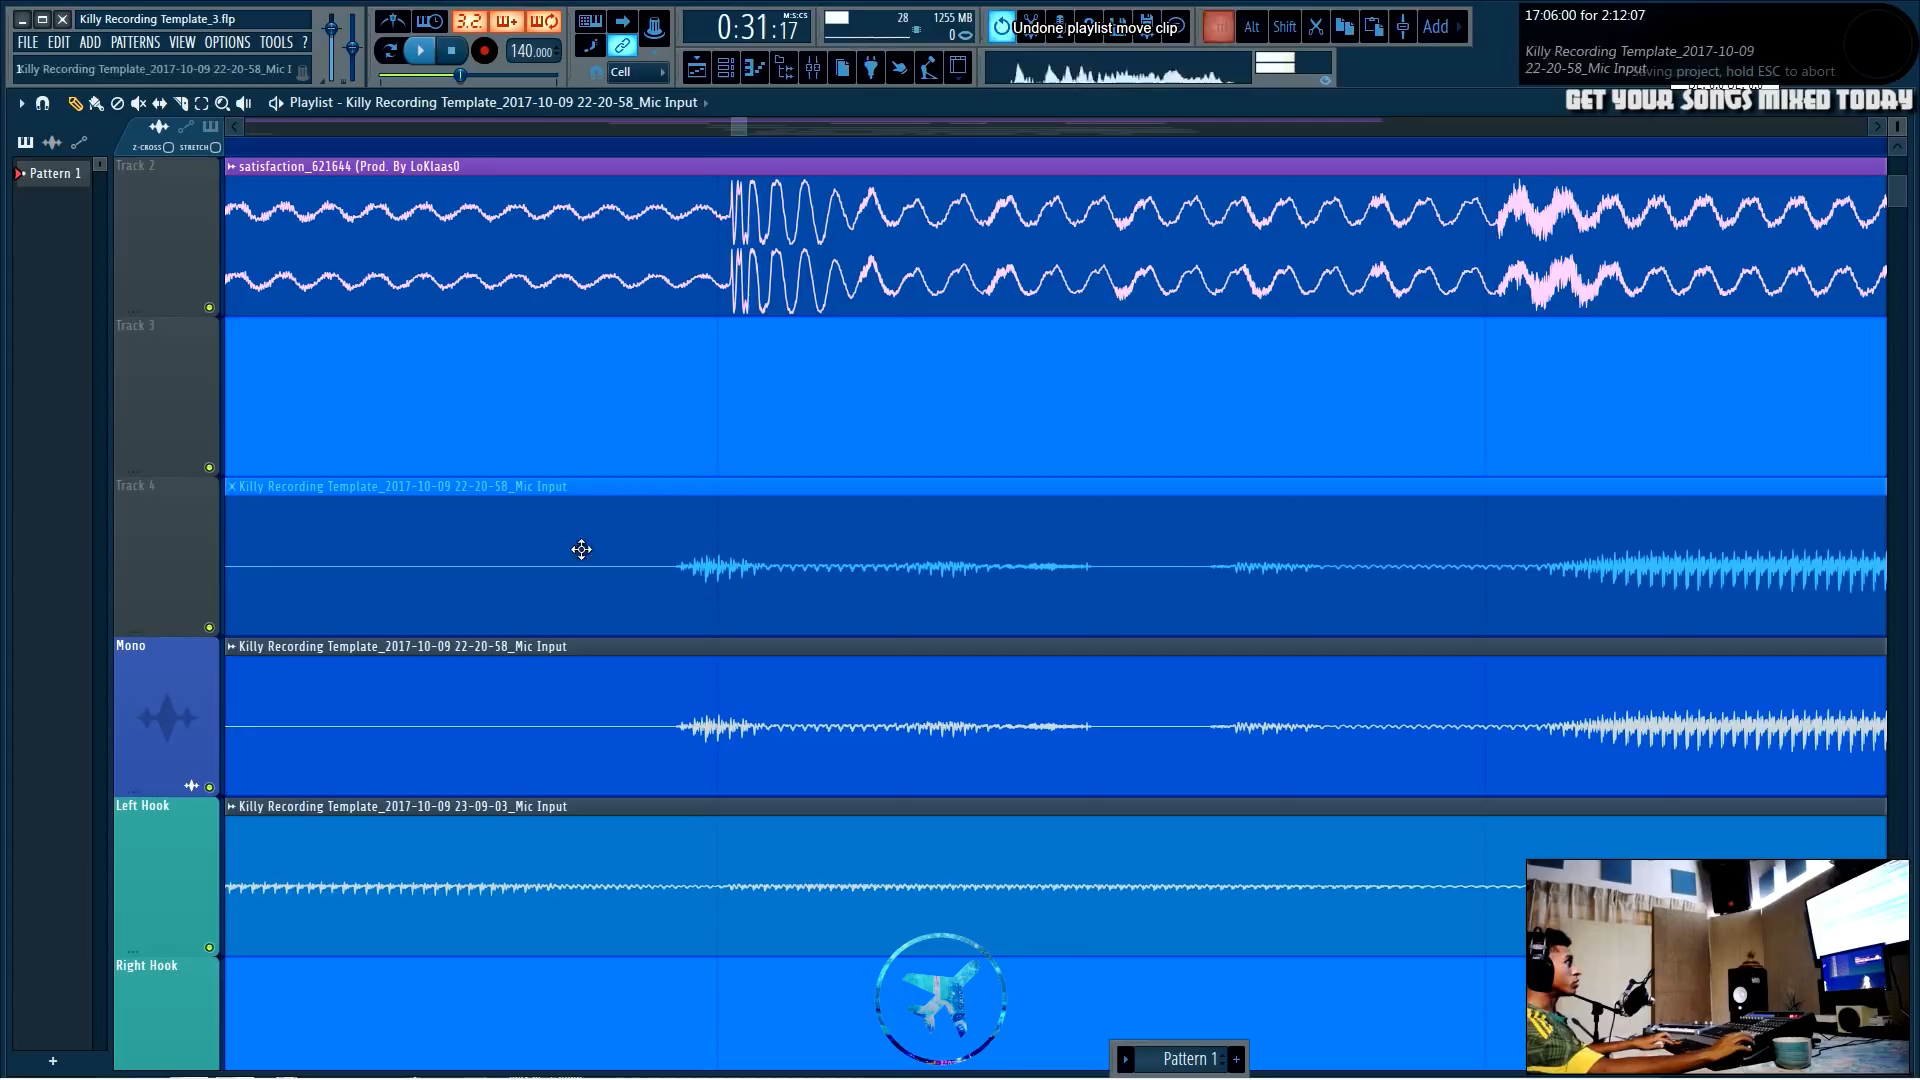 Killy Recording Template_3.flp
FILE EDIT ADD PATTERNS VIEW OPTIONS TOOLS ?
Killy Recording Template_2017-10-09 22-20-58_Mic I
3.2.
140.000
Cell
0:31:17
M:S:CS
28
1255 MB
0
Undone playlist move clip
Alt
Shift
Add
17:06:00 for 2:12:07
Killy Recording Template_2017-10-09
22-20-58_Mic Input
Saving project, hold ESC to abort
GET YOUR SONGS MIXED TODAY
Playlist - Killy Recording Template_2017-10-09 22-20-58_Mic Input
Z-CROSS
STRETCH
Pattern 1
Track 2
satisfaction_621644 (Prod. By LoKlaasO
Track 3
Track 4
Killy Recording Template_2017-10-09 22-20-58_Mic Input
Mono
Killy Recording Template_2017-10-09 22-20-58_Mic Input
Left Hook
Killy Recording Template_2017-10-09 23-09-03_Mic Input
Right Hook
Pattern 1